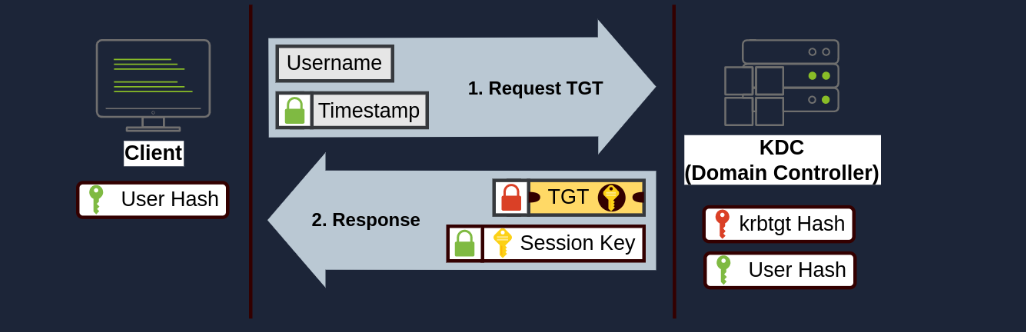 Username
1. Request TGT
Timestamp
Client
User Hash
KDC
(Domain Controller)
TGT
2. Response
Session Key
krbtgt Hash
User Hash